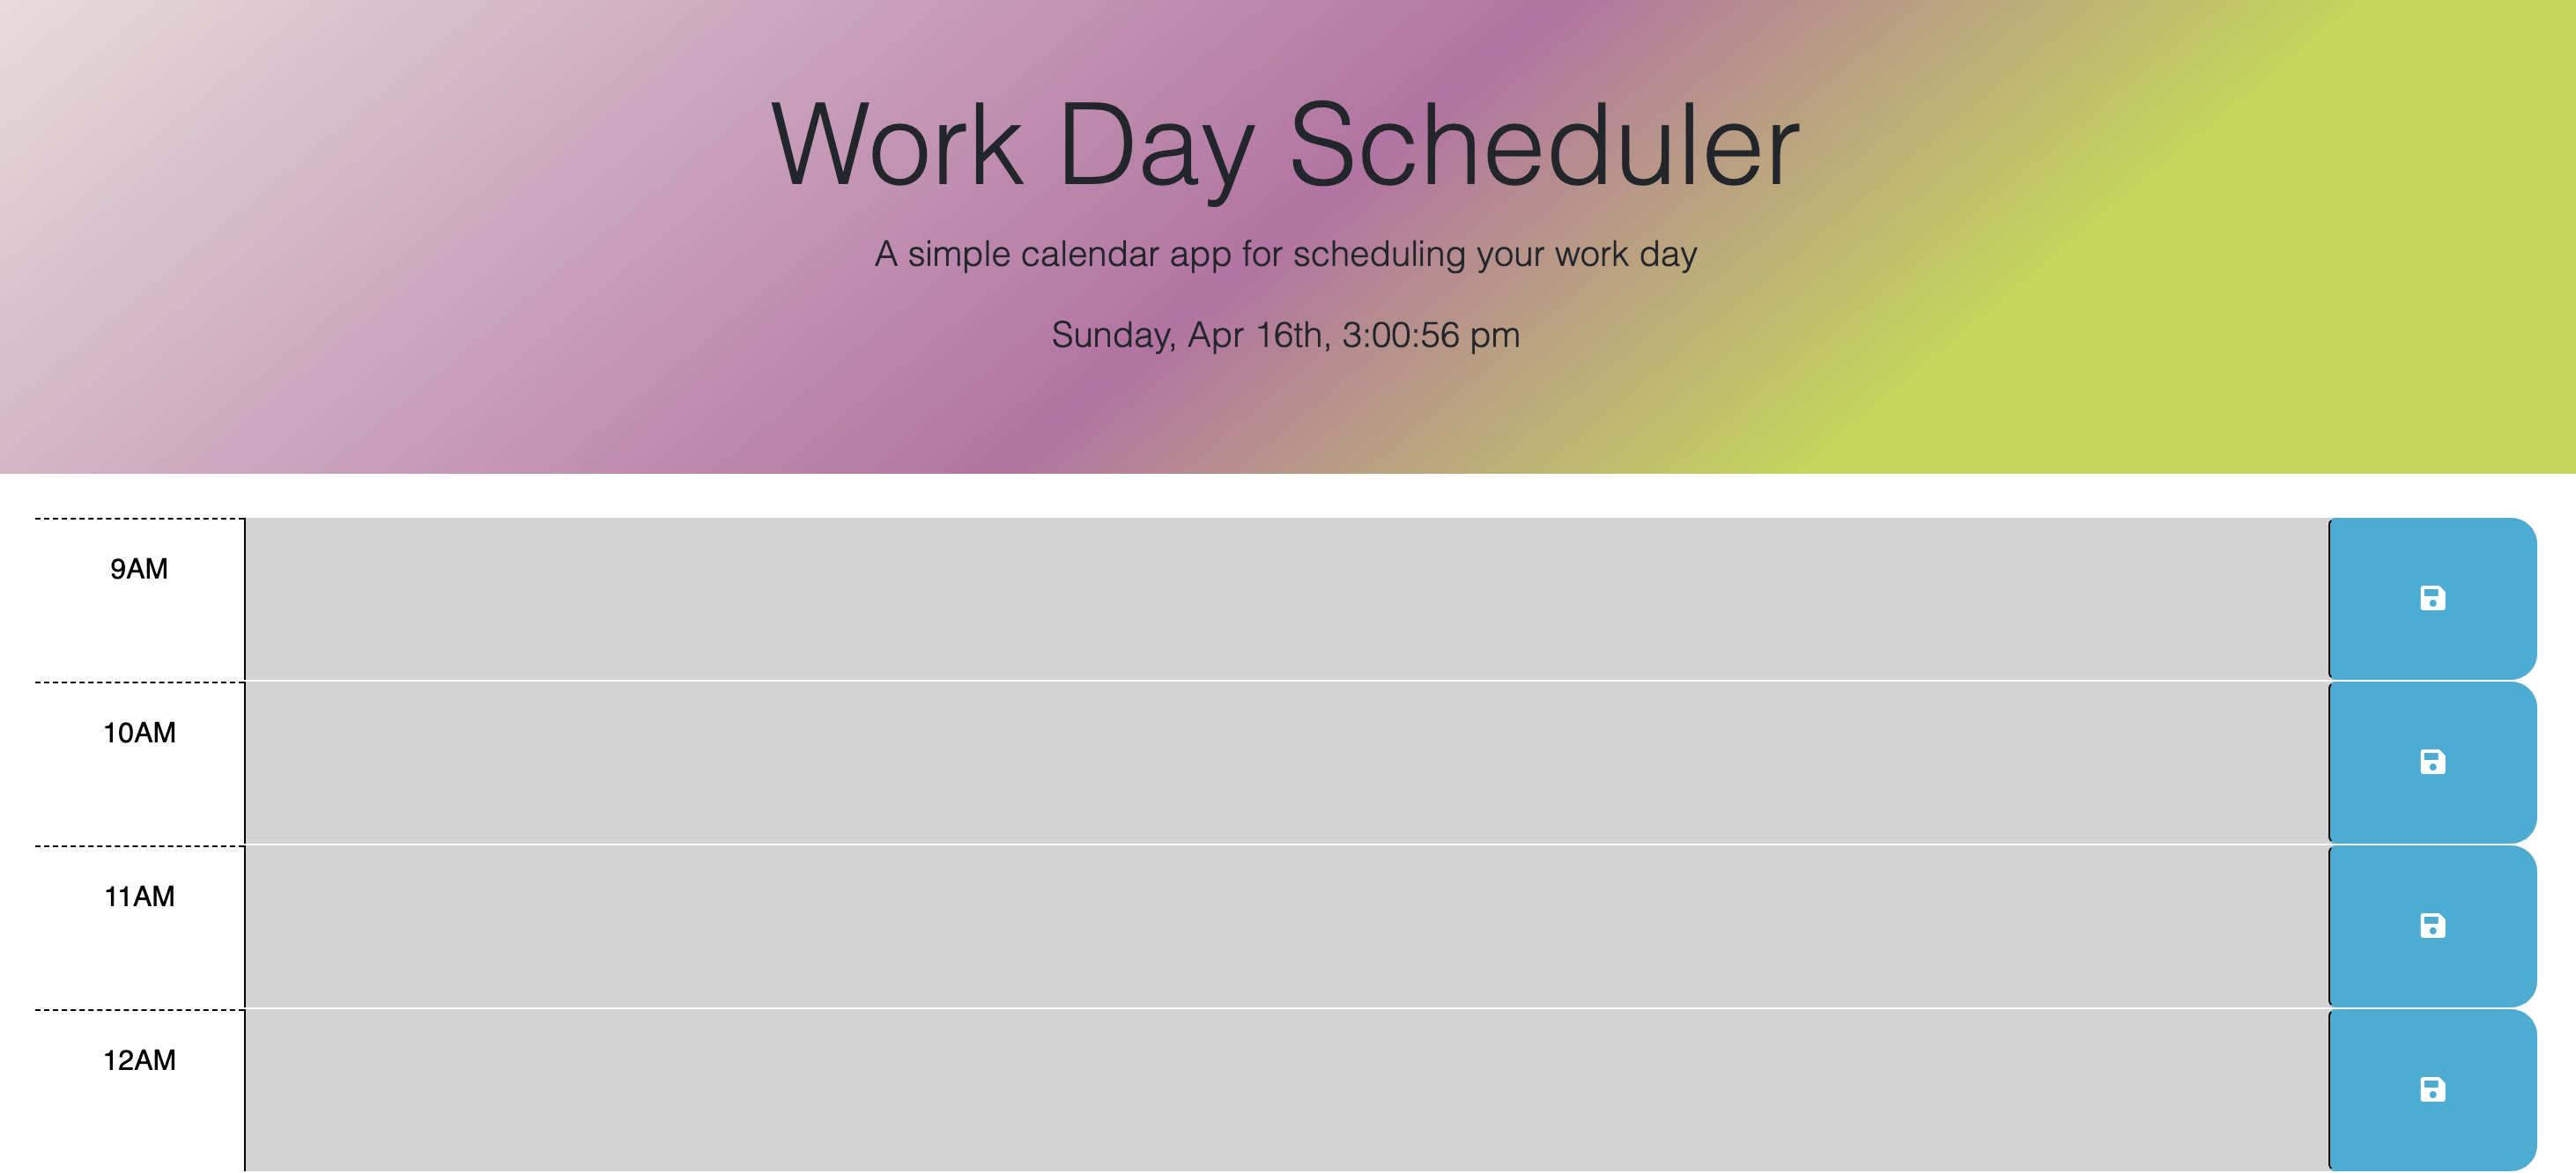 Work Day Scheduler
A simple calendar app for scheduling your work day
Sunday, Apr 16th, 3:00:56 pm
9AM
10AM
11AM
12AM